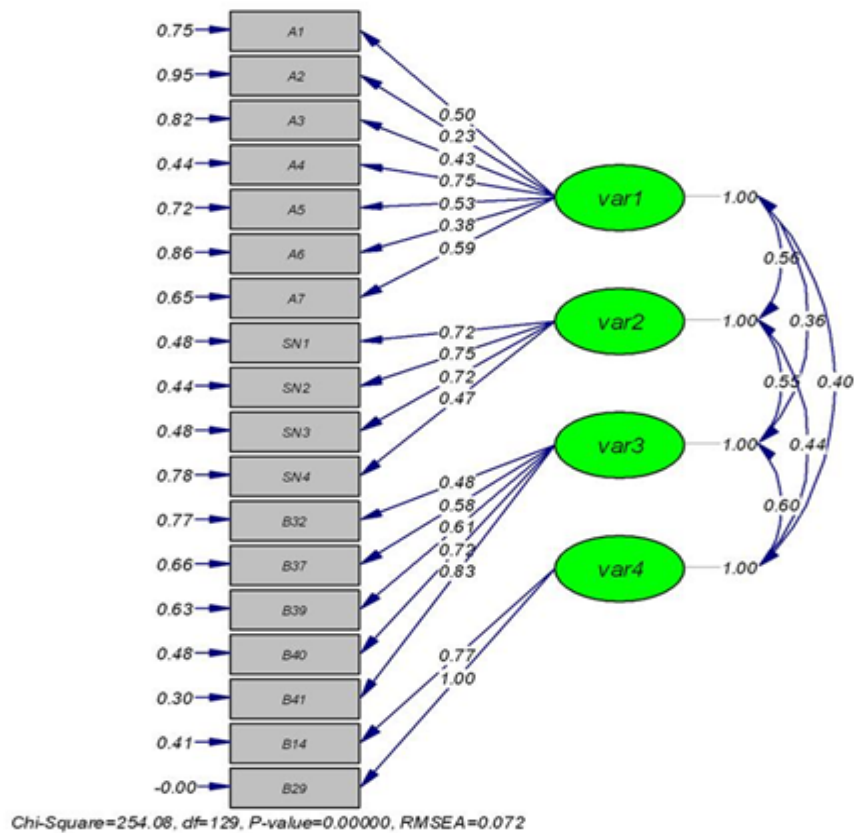 0.75 A1
0.95 A2
0.82 A3
0.44 A4
0.72 A5
0.86 A6
0.65 A7
0.48 SN1
0.44 SN2
0.48 SN3
0.78 SN4
0.77 B32
0.66 B37
0.63 B39
0.48 B40
0.30 B41
0.41 B14
-0.00 B29
0.50
0.23
0.43
0.75
0.53
0.38
0.59
0.72
0.75
0.72
0.47
0.48
0.58
0.61
0.72
0.83
0.77
1.00
var1 1.00
var2 1.00
var3 1.00
var4 1.00
0.56
0.36
0.55
0.40
0.44
0.60
Chi-Square=254.08, df=129, P-value=0.00000, RMSEA=0.072